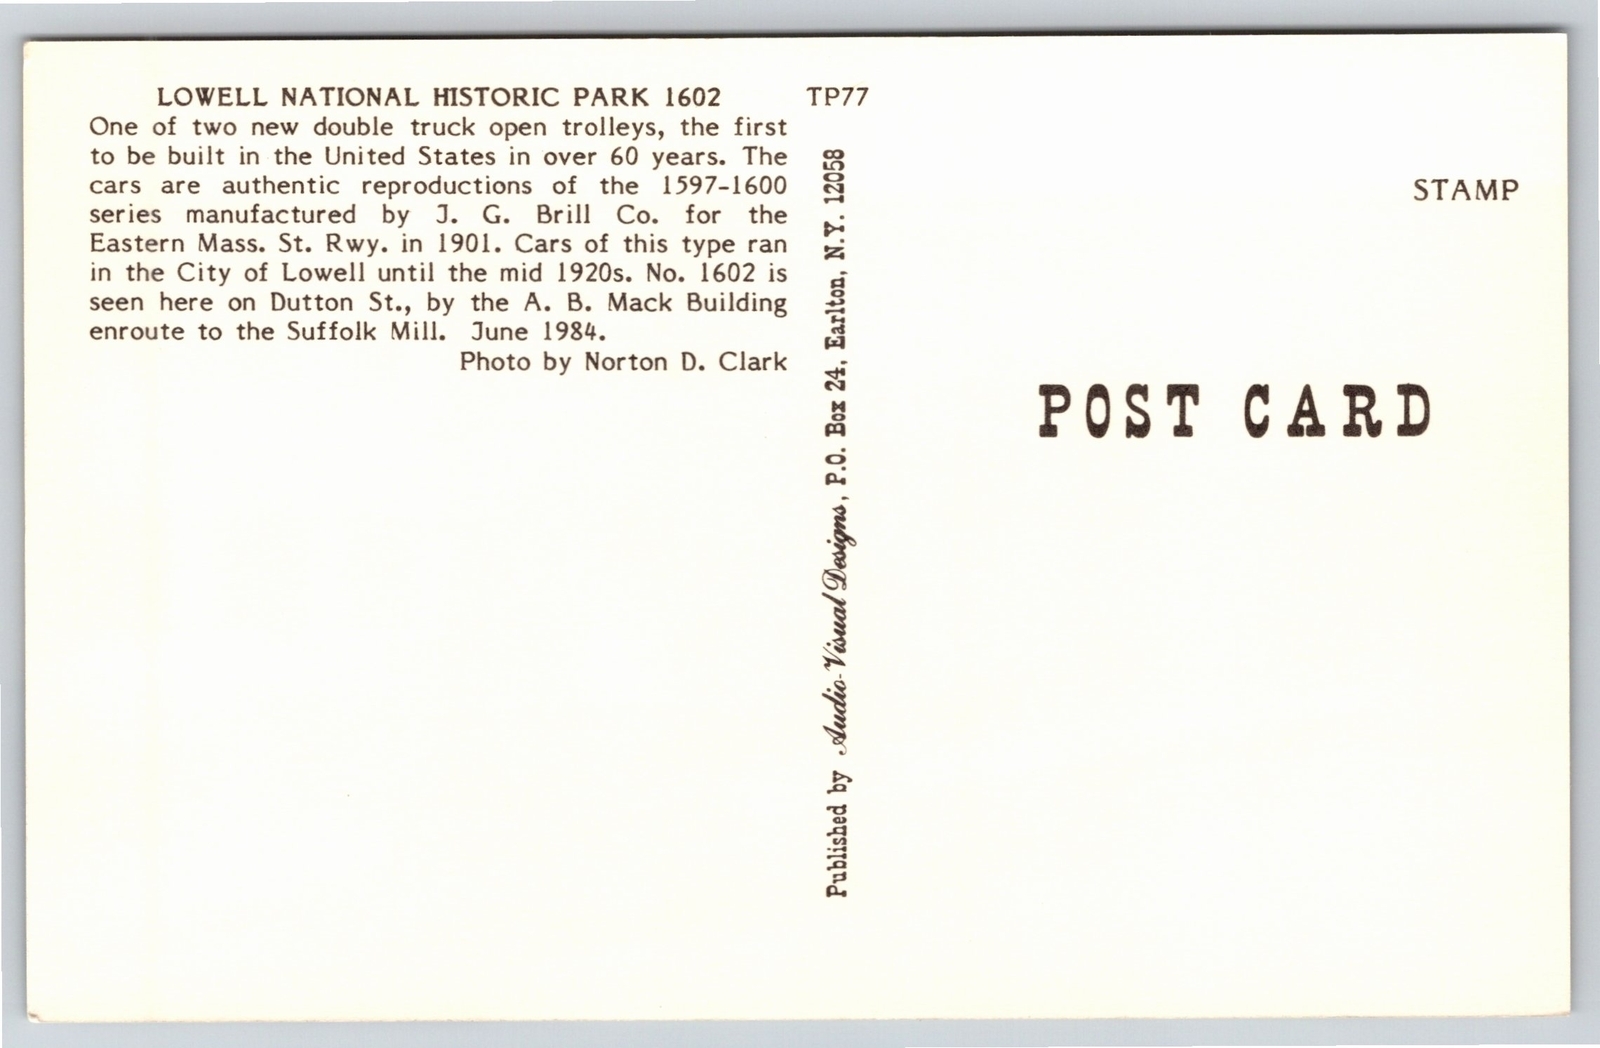 LOWELL NATIONAL HISTORIC PARK 1602
TP77
One of two new double truck open trolleys, the first
to be built in the United States in over 60 years. The
cars are authentic reproductions of the 1597-1600
series manufactured by J. G. Brill Co. for the
Eastern Mass. St. Rwy. in 1901. Cars of this type ran
in the City of Lowell until the mid 1920s. No. 1602 is
seen here on Dutton St., by the A. B. Mack Building
enroute to the Suffolk Mill. June 1984.
Photo by Norton D. Clark
Published by Audio-Visual Designs, P.O. Box 24, Earlton, N.Y. 12058
STAMP
POST CARD